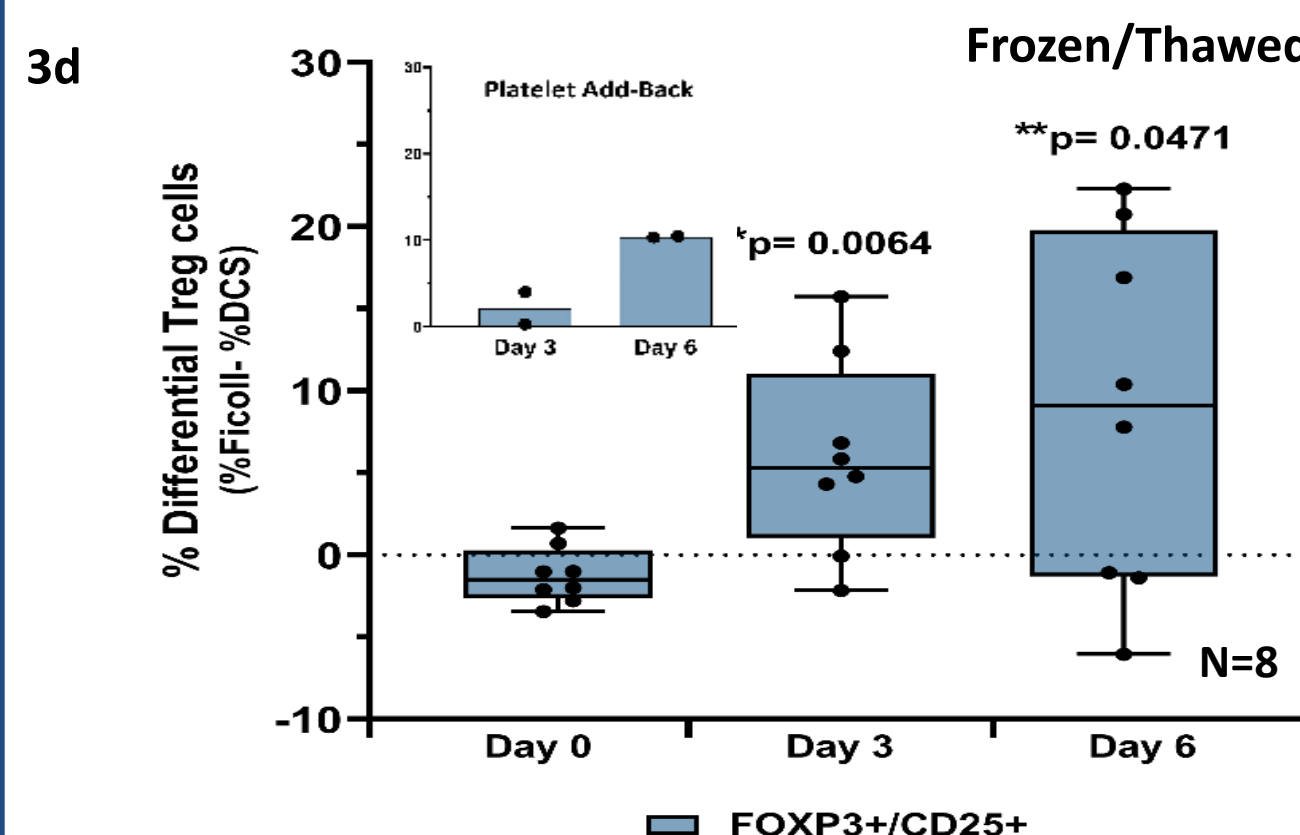 3d
Frozen/Thawed
% Differential Treg cells
(%Ficoll- %DCS)
30
20
10
0
-10
Platelet Add-Back
30
20
10
0
Day 3
Day 6
*p= 0.0064
**p= 0.0471
N=8
Day 0
Day 3
Day 6
FOXP3+/CD25+